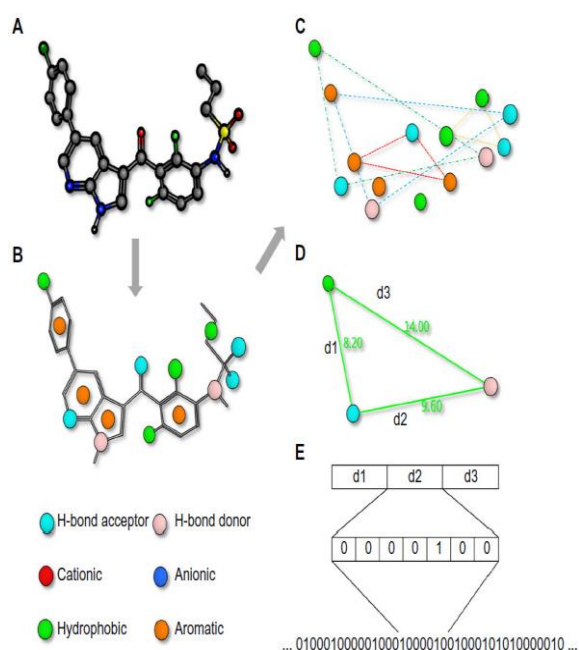 A
C
B
D
d3
d1
8.20
14.00
d2
9.60
E
d1 d2 d3
0 0 0 0 1 0 0
H-bond acceptor H-bond donor
Cationic Anionic
Hydrophobic Aromatic
... 0100010000010001000010010001010100000010 ...